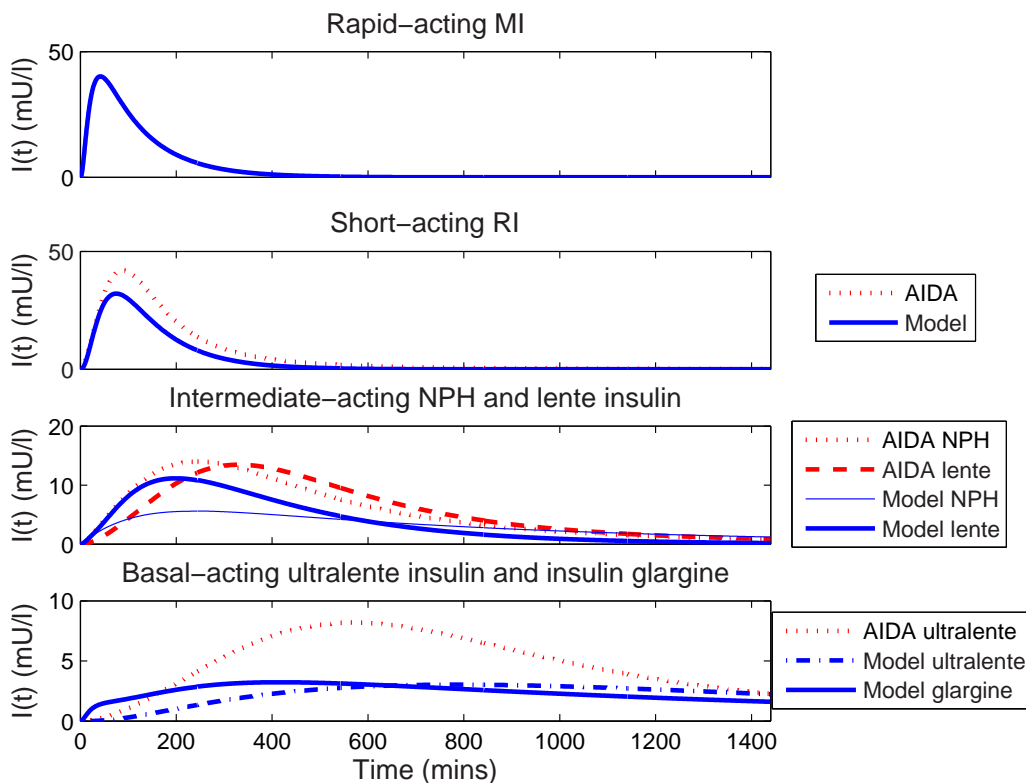 Rapid−acting MI
50
0
I(t) (mU/l)
Short−acting RI
50
0
I(t) (mU/l)
AIDA
Model
Intermediate−acting NPH and lente insulin
20
10
0
I(t) (mU/l)
AIDA NPH
AIDA lente
Model NPH
Model lente
Basal−acting ultralente insulin and insulin glargine
10
5
0
I(t) (mU/l)
AIDA ultralente
Model ultralente
Model glargine
0 200 400 600 800 1000 1200 1400
Time (mins)